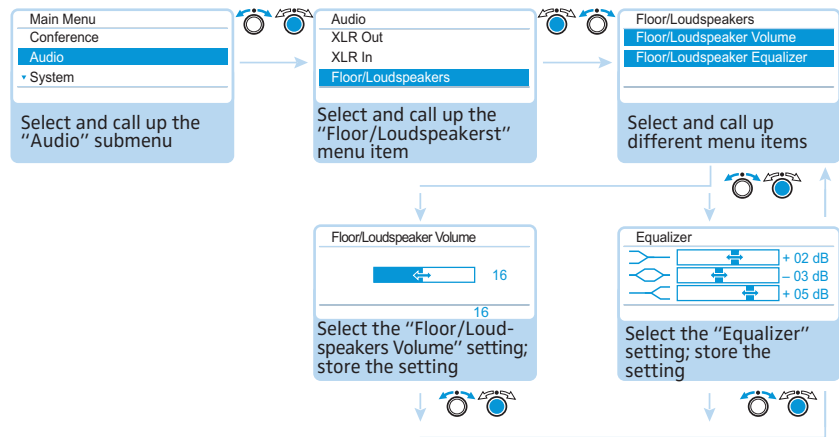 Main Menu
Conference
Audio
System
Select and call up the
"Audio" submenu
Audio
XLR Out
XLR In
Floor/Loudspeakers
Select and call up the
"Floor/Loudspeakerst"
menu item
Floor/Loudspeakers
Floor/Loudspeaker Volume
Floor/Loudspeaker Equalizer
Select and call up
different menu items
Floor/Loudspeaker Volume
16
16
Select the "Floor/Loud-
speakers Volume" setting;
store the setting
Equalizer
+ 02 dB
– 03 dB
+ 05 dB
Select the "Equalizer"
setting; store the
setting